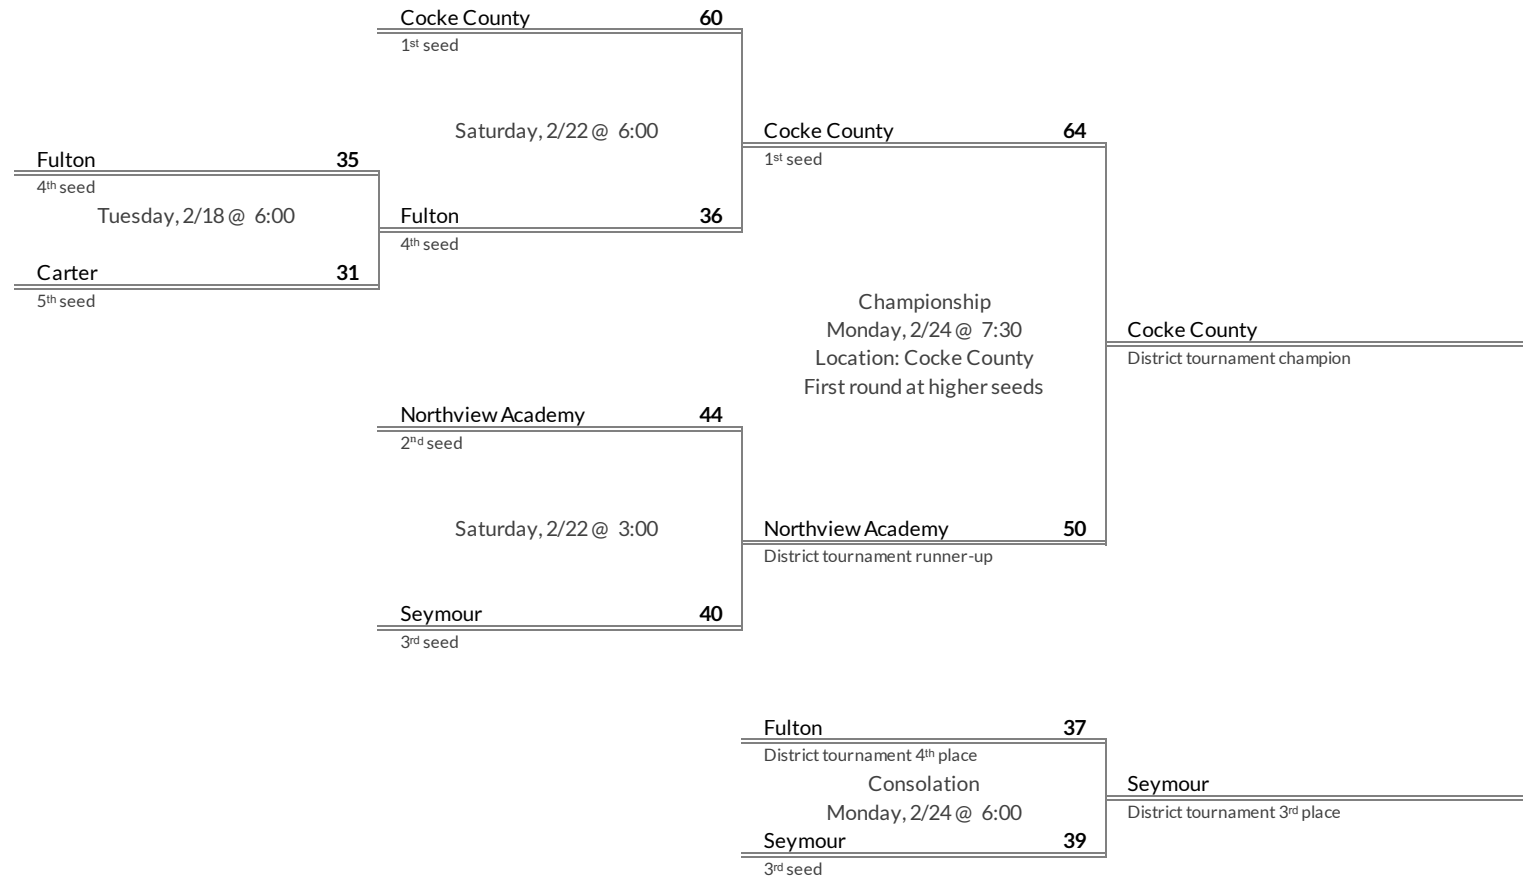 Cocke County 60
1st seed
Saturday, 2/22 @ 6:00
Cocke County 64
1st seed
Fulton 35
4th seed
Tuesday, 2/18 @ 6:00
Fulton 36
4th seed
Carter 31
5th seed
Championship
Monday, 2/24 @ 7:30
Location: Cocke County
First round at higher seeds
Cocke County
District tournament champion
Northview Academy 44
2nd seed
Saturday, 2/22 @ 3:00
Northview Academy 50
District tournament runner-up
Seymour 40
3rd seed
Fulton 37
District tournament 4th place
Consolation
Monday, 2/24 @ 6:00
Seymour
District tournament 3rd place
Seymour 39
3rd seed